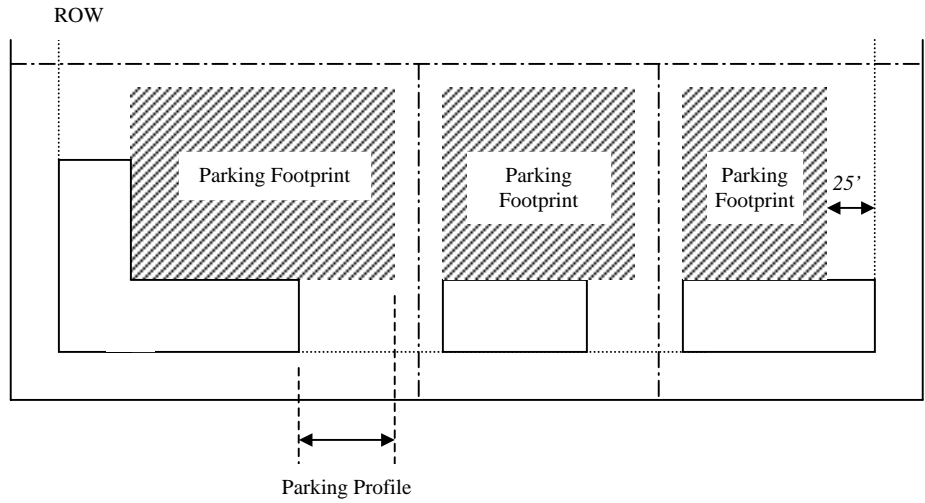 ROW
Parking Footprint
Parking
Footprint
Parking
Footprint
25’
Parking Profile